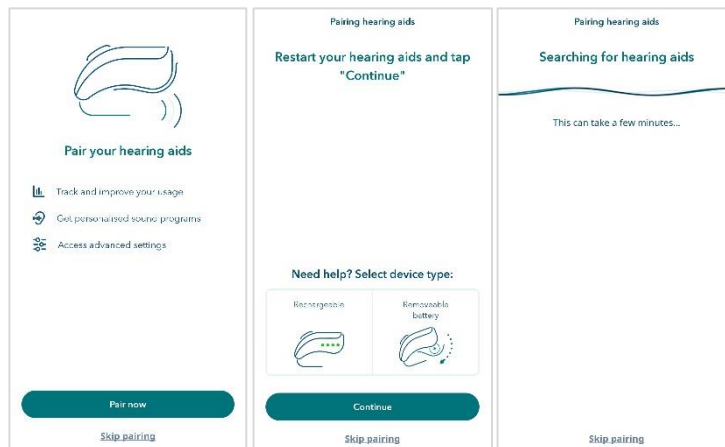 Pair your hearing aids
Track and improve your usage
Get personalised sound programs
Access advanced settings
Pair now
Skip pairing
Pairing hearing aids
Restart your hearing aids and tap
"Continue"
Need help? Select device type:
Rechargeable
Removeable
battery
Continue
Skip pairing
Pairing hearing aids
Searching for hearing aids
This can take a few minutes...
Skip pairing